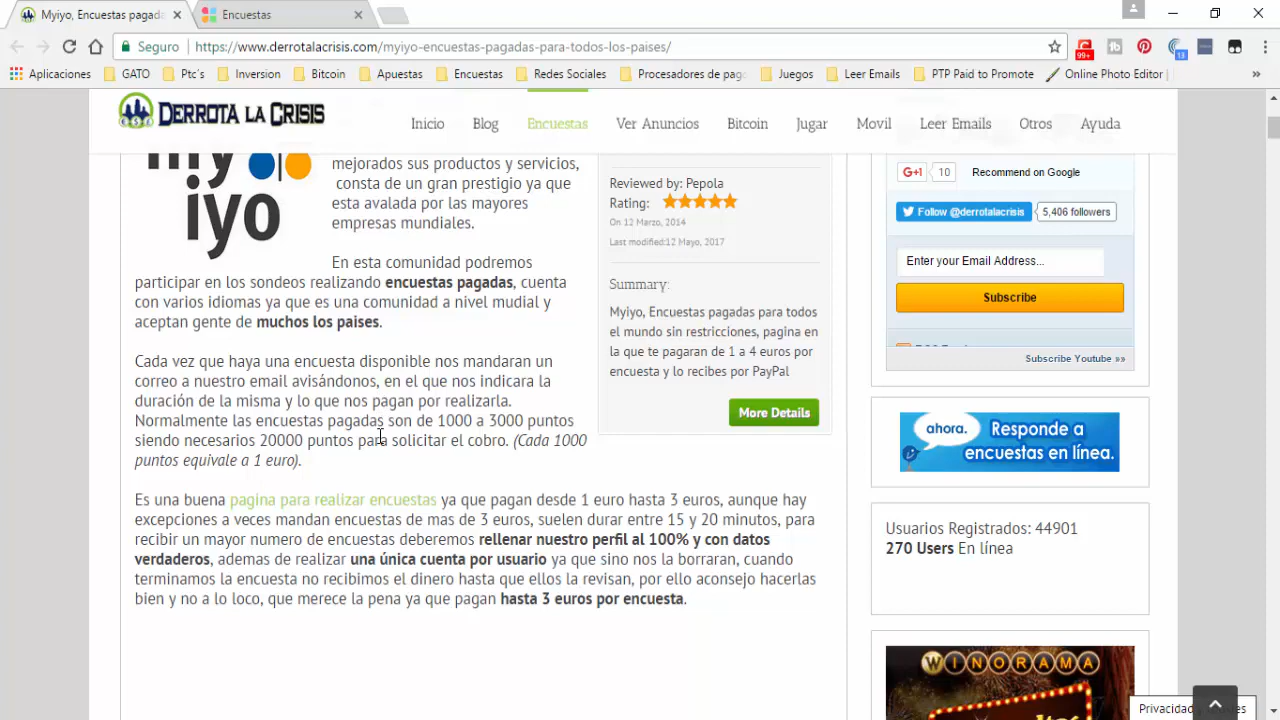 Myiyo, Encuestas pagada
Encuestas
Seguro
https://www.derrotalacrisis.com/myiyo-encuestas-pagadas-para-todos-los-paises/
99+
13
Aplicaciones
GATO
Ptc's
Inversion
Bitcoin
Apuestas
Encuestas
Redes Sociales
Procesadores de pag
Juegos
Leer Emails
PTP Paid to Promote
Online Photo Editor
»
DERROTA LA CRISIS
Inicio
Blog
Encuestas
Ver Anuncios
Bitcoin
Jugar
Movil
Leer Emails
Otros
Ayuda
my
iyo
mejorados sus productos y servicios,
consta de un gran prestigio ya que
esta avalada por las mayores
empresas mundiales.
En esta comunidad podremos
participar en los sondeos realizando encuestas pagadas, cuenta
con varios idiomas ya que es una comunidad a nivel mudial y
aceptan gente de muchos los paises.
Cada vez que haya una encuesta disponible nos mandaran un
correo a nuestro email avisándonos, en el que nos indicara la
duración de la misma y lo que nos pagan por realizarla.
Normalmente las encuestas pagadas son de 1000 a 3000 puntos
siendo necesarios 20000 puntos para solicitar el cobro. (Cada 1000
puntos equivale a 1 euro).
Es una buena pagina para realizar encuestas ya que pagan desde 1 euro hasta 3 euros, aunque hay
excepciones a veces mandan encuestas de mas de 3 euros, suelen durar entre 15 y 20 minutos, para
recibir un mayor numero de encuestas deberemos rellenar nuestro perfil al 100% y con datos
verdaderos, ademas de realizar una única cuenta por usuario ya que sino nos la borraran, cuando
terminamos la encuesta no recibimos el dinero hasta que ellos la revisan, por ello aconsejo hacerlas
bien y no a lo loco, que merece la pena ya que pagan hasta 3 euros por encuesta.
Reviewed by: Pepola
Rating:
On 12 Marzo, 2014
Last modified:12 Mayo, 2017
Summary:
Myiyo, Encuestas pagadas para todos
el mundo sin restricciones, pagina en
la que te pagaran de 1 a 4 euros por
encuesta y lo recibes por PayPal
More Details
G+1
10
Recommend on Google
Follow @derrotalacrisis
5,406 followers
Enter your Email Address...
Subscribe
Subscribe Youtube »»
ahora.
Responde a
encuestas en línea.
Usuarios Registrados: 44901
270 Users En línea
WINORAMA
Privacidad